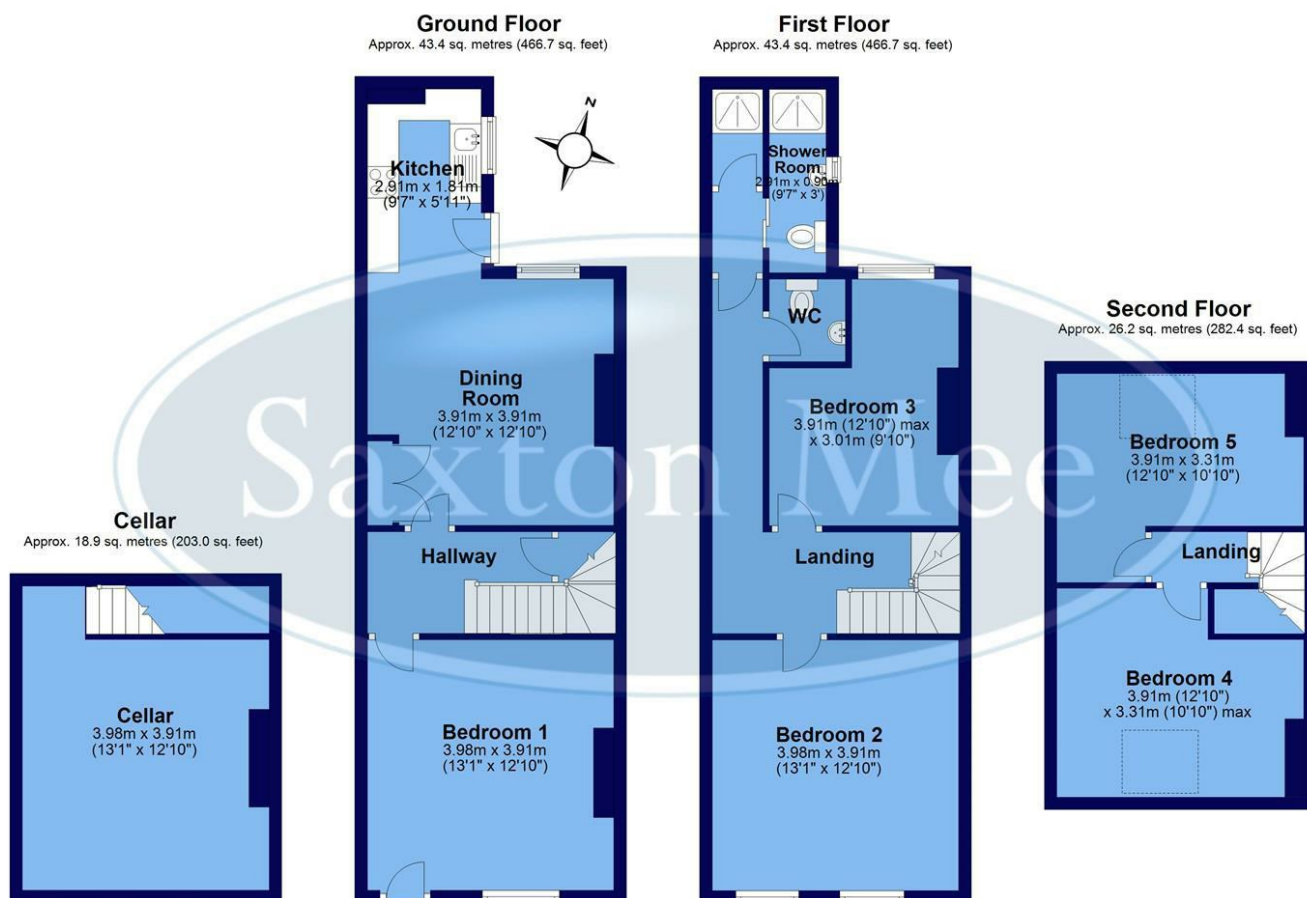 Ground Floor
Approx. 43.4 sq. metres (466.7 sq. feet)
N
Kitchen
2.91m x 1.81m
(9'7" x 5'11")
Dining
Room
3.91m x 3.91m
(12'10" x 12'10")
Hallway
Bedroom 1
3.98m x 3.91m
(13'1" x 12'10")
First Floor
Approx. 43.4 sq. metres (466.7 sq. feet)
Shower
Room
2.91m x 0.90m
(9'7" x 3')
WC
Bedroom 3
3.91m (12'10") max
x 3.01m (9'10")
Landing
Bedroom 2
3.98m x 3.91m
(13'1" x 12'10")
Second Floor
Approx. 26.2 sq. metres (282.4 sq. feet)
Bedroom 5
3.91m x 3.31m
(12'10" x 10'10")
Landing
Bedroom 4
3.91m (12'10")
x 3.31m (10'10") max
Cellar
Approx. 18.9 sq. metres (203.0 sq. feet)
Cellar
3.98m x 3.91m
(13'1" x 12'10")
Saxton Mee